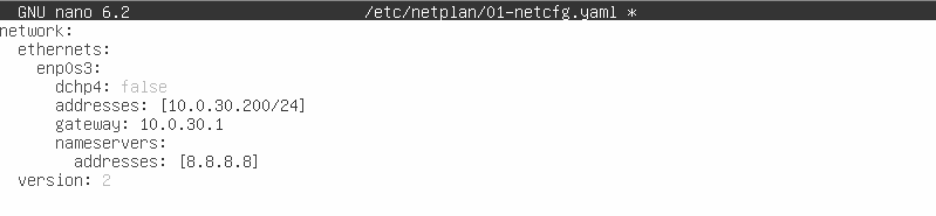 GNU nano 6.2 /etc/netplan/01-netcfg.yaml *
network:
  ethernets:
    enp0s3:
      dchp4: false
      addresses: [10.0.30.200/24]
      gateway: 10.0.30.1
      nameservers:
        addresses: [8.8.8.8]
  version: 2